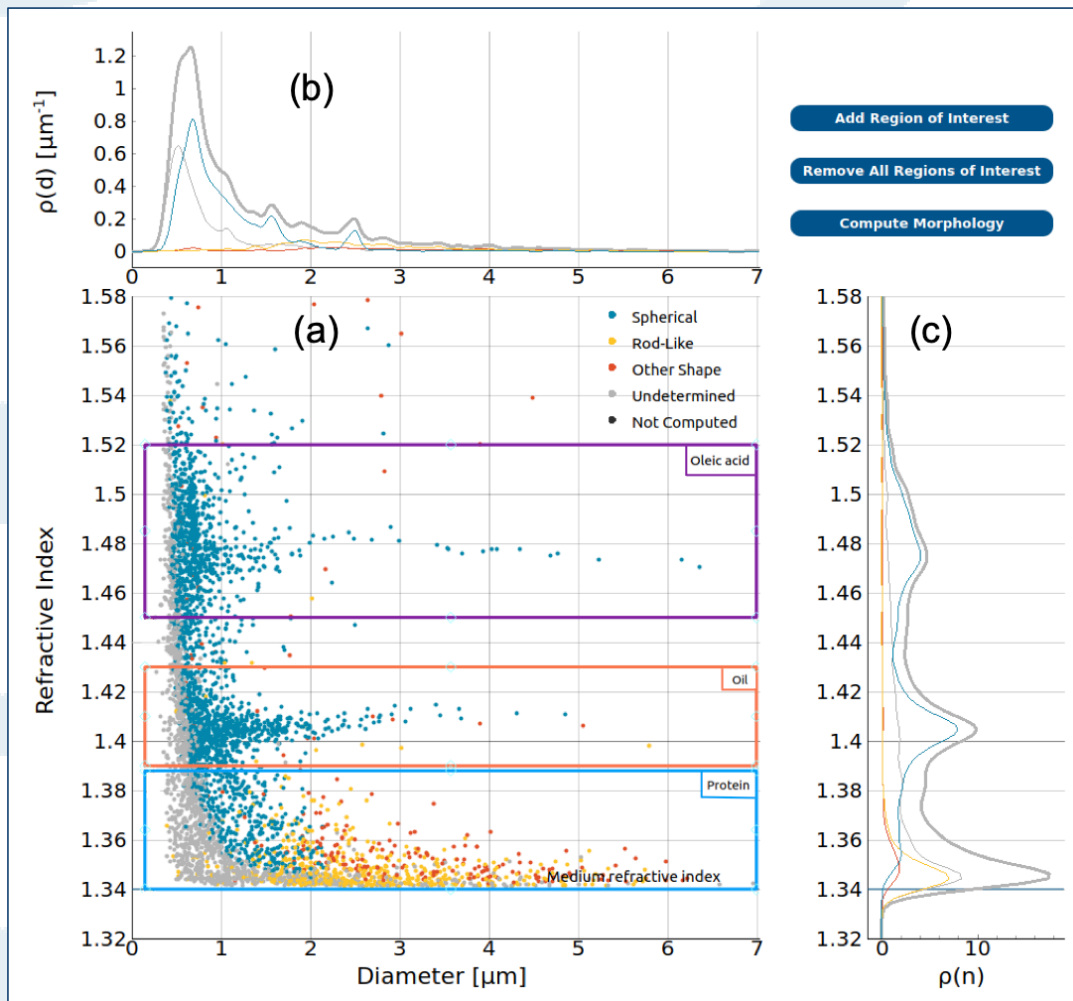 1.2
1
0.8
0.6
0.4
0.2
0
ρ(d) [μm⁻¹]
(b)
0 1 2 3 4 5 6 7
Add Region of Interest
Remove All Regions of Interest
Compute Morphology
1.58
1.56
1.54
1.52
1.5
1.48
1.46
1.44
1.42
1.4
1.38
1.36
1.34
1.32
Refractive Index
(a)
Spherical
Rod-Like
Other Shape
Undetermined
Not Computed
Oleic acid
Oil
Protein
Medium refractive index
0 1 2 3 4 5 6 7
Diameter [μm]
(c)
1.58
1.56
1.54
1.52
1.5
1.48
1.46
1.44
1.42
1.4
1.38
1.36
1.34
1.32
0 10
ρ(n)